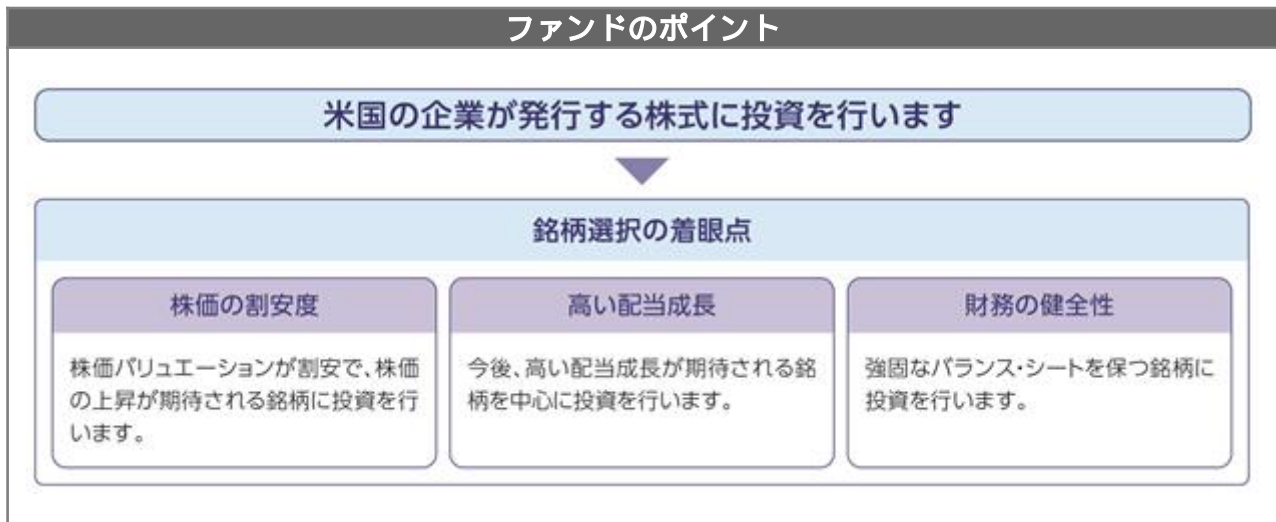 ファンドのポイント
米国の企業が発行する株式に投資を行います
銘柄選択の着眼点
株価の割安度
株価バリュエーションが割安で、株価
の上昇が期待される銘柄に投資を行
います。
高い配当成長
今後、高い配当成長が期待される銘
柄を中心に投資を行います。
財務の健全性
強固なバランス・シートを保つ銘柄に
投資を行います。